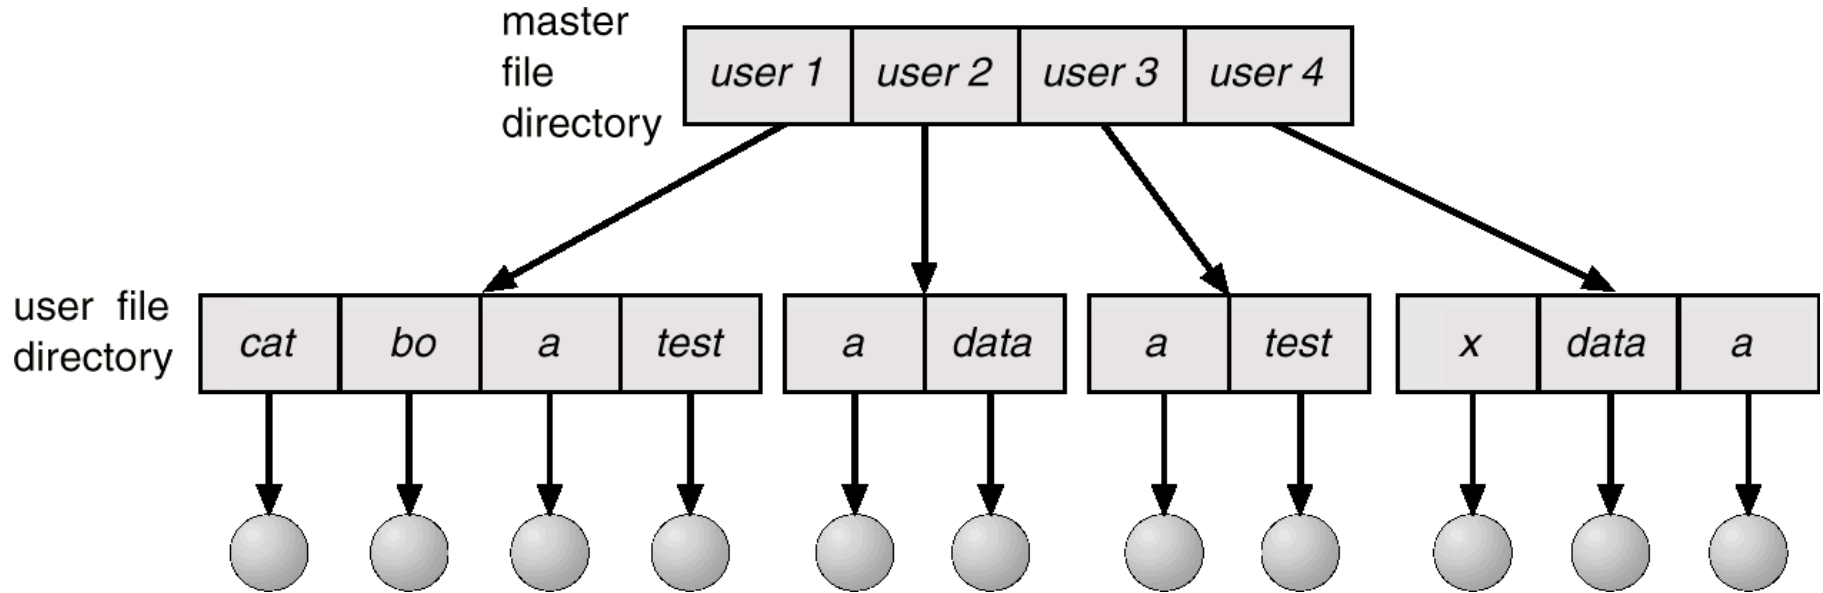 master
file
directory
user 1 user 2 user 3 user 4
user file
directory
cat bo a test a data a test x data a